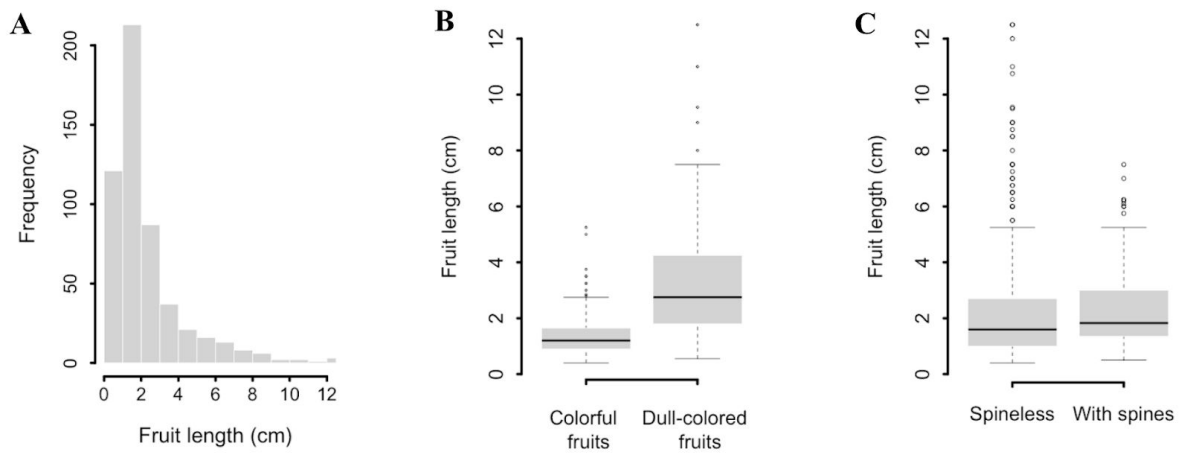 A
Frequency
200
150
100
50
0
0 2 4 6 8 10 12
Fruit length (cm)
B
Fruit length (cm)
12
10
8
6
4
2
0
Colorful Dull-colored
fruits fruits
C
Fruit length (cm)
12
10
8
6
4
2
0
Spineless With spines